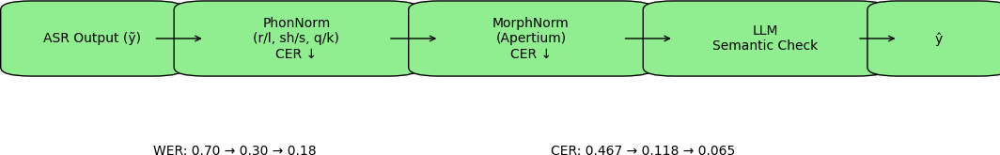 ASR Output (ỹ)
PhonNorm
(r/l, sh/s, q/k)
CER ↓
MorphNorm
(Apertium)
CER ↓
LLM
Semantic Check
ŷ
WER: 0.70 → 0.30 → 0.18
CER: 0.467 → 0.118 → 0.065